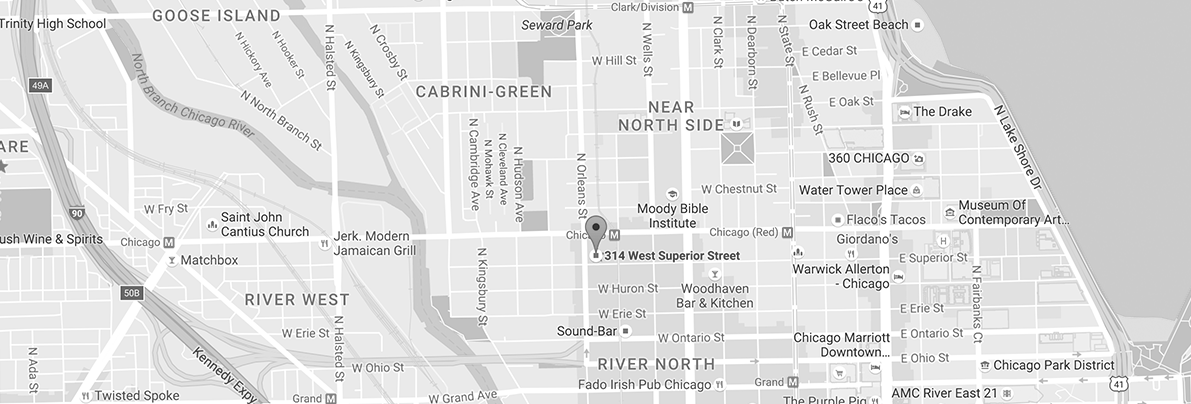 GOOSE ISLAND
Clark/Division M
41
Trinity High School
Seward Park
Oak Street Beach
N Halsted St
N Hooker St
N Hickory Ave
N Kingsbury St
N Crosby St
N Wells St
N Clark St
N Dearborn St
N State St
E Cedar St
W Hill St
E Bellevue Pl
49A
North Branch Chicago River
N North Branch St
CABRINI-GREEN
NEAR
NORTH SIDE
N Rush St
E Oak St
The Drake
N Lake Shore Dr
N Cambridge Ave
N Mohawk St
N Cleveland Ave
N Hudson Ave
N Orleans St
360 CHICAGO
W Chestnut St
Water Tower Place
90
W Fry St
Saint John
Cantius Church
Moody Bible
Institute
Flaco's Tacos
Museum Of
Contemporary Art...
ush Wine & Spirits
Chicago M
Jerk. Modern
Jamaican Grill
M
Chicago (Red) M
Giordano's
H
Matchbox
314 West Superior Street
E Superior St
Warwick Allerton
- Chicago
N Kingsbury St
N Fairbanks Ct
50B
RIVER WEST
W Huron St
Woodhaven
Bar & Kitchen
W Erie St
E Erie St
W Erie St
N Halsted St
Sound-Bar
W Ontario St
E Ontario St
Chicago Marriott
Downtown...
N Ada St
Kennedy Expy
W Ohio St
RIVER NORTH
E Ohio St
Chicago Park District
Fado Irish Pub Chicago
Grand M
Grand M
41
Twisted Spoke
W Grand Ave
AMC River East 21
The Purple Pig